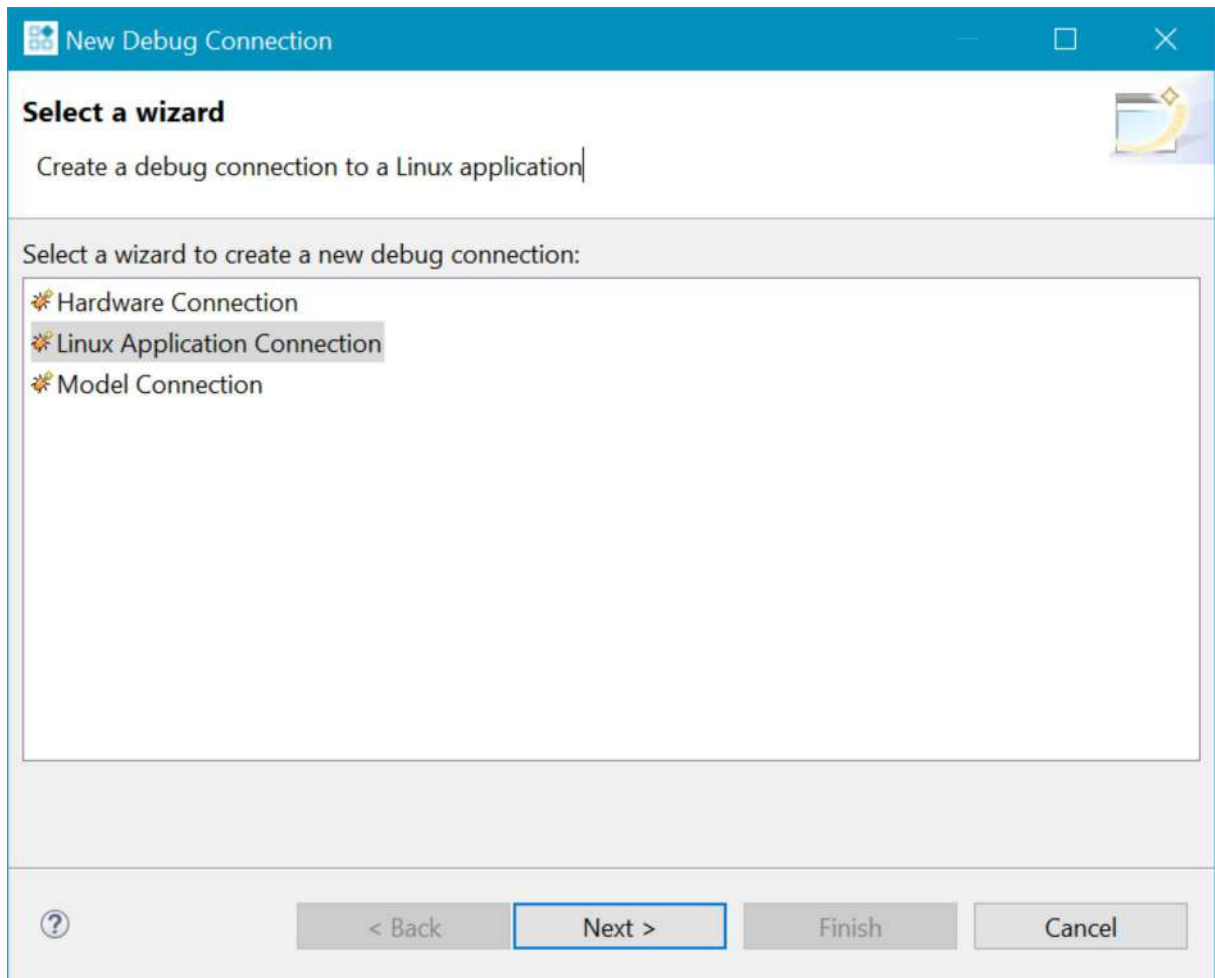 New Debug Connection
Select a wizard
Create a debug connection to a Linux application
Select a wizard to create a new debug connection:
Hardware Connection
Linux Application Connection
Model Connection
?
< Back
Next >
Finish
Cancel